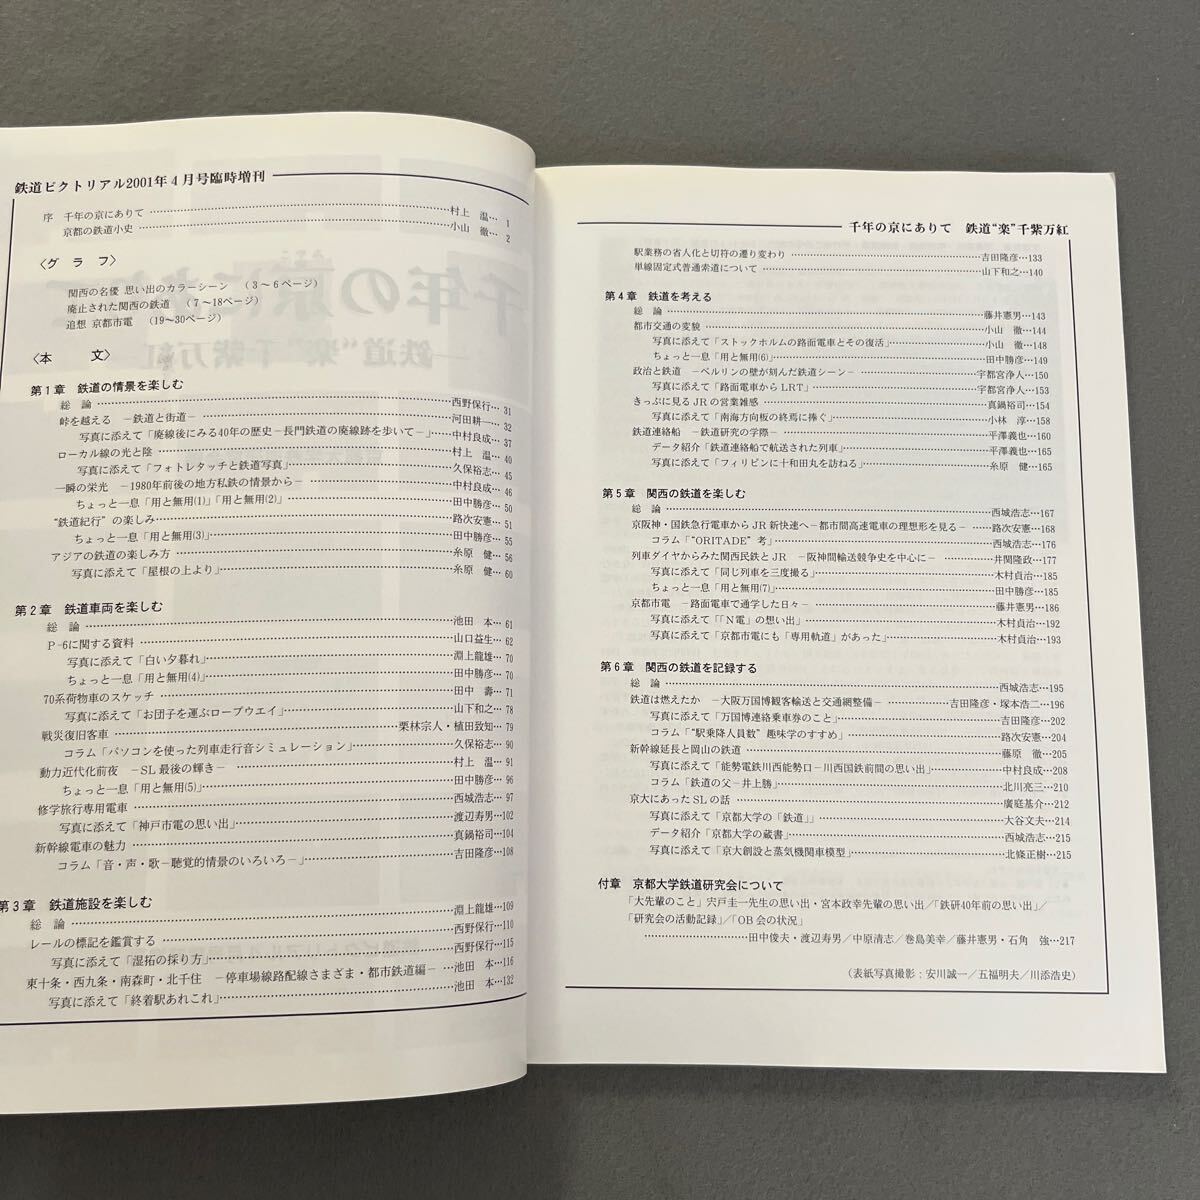 鉄道ピクトリアル2001年4月号臨時増刊
序　千年の京にありて…村上　温… 1
京都の鉄道小史…小山　徹… 2
〈グ ラ フ〉
関西の名優 思い出のカラーシーン　（3～6ページ）
廃止された関西の鉄道　（7～18ページ）
追想 京都市電　（19～30ページ）
〈本　　文〉
第1章　鉄道の情景を楽しむ
総　論…西野保行… 31
峠を越える　－鉄道と街道－…河田耕一… 32
写真に添えて「廃線後にみる40年の歴史－長門鉄道の廃線跡を歩いて－」…中村良成… 37
ローカル線の光と陰…村上　温… 40
写真に添えて「フォトレタッチと鉄道写真」…久保裕志… 45
一瞬の栄光　－1980年前後の地方私鉄の情景から－…中村良成… 46
ちょっと一息「用と無用(1)」「用と無用(2)」…田中勝彦… 50
“鉄道紀行”の楽しみ…路次安憲… 51
ちょっと一息「用と無用(3)」…田中勝彦… 55
アジアの鉄道の楽しみ方…糸原　健… 56
写真に添えて「屋根の上より」…糸原　健… 60
第2章　鉄道車両を楽しむ
総　論…池田　本… 61
P-6に関する資料…山口益生… 62
写真に添えて「白い夕暮れ」…淵上龍雄… 70
ちょっと一息「用と無用(4)」…田中勝彦… 70
70系荷物車のスケッチ…田中　壽… 71
写真に添えて「お団子を運ぶロープウエイ」…山下和之… 78
戦災復旧客車…栗林宗人・植田致知… 79
コラム「パソコンを使った列車走行音シミュレーション」…久保裕志… 90
動力近代化前夜　－SL最後の輝き－…村上　温… 91
ちょっと一息「用と無用(5)」…田中勝彦… 96
修学旅行専用電車…西城浩志… 97
写真に添えて「神戸市電の思い出」…渡辺寿男…102
新幹線電車の魅力…真鍋裕司…104
コラム「音・声・歌－聴覚的情景のいろいろ－」…吉田隆彦…108
第3章　鉄道施設を楽しむ
総　論…淵上龍雄…109
レールの標記を鑑賞する…西野保行…110
写真に添えて「湿拓の採り方」…西野保行…115
東十条・西九条・南森町・北千住　－停車場線路配線さまざま・都市鉄道編－…池田　本…116
写真に添えて「終着駅あれこれ」…池田　本…132
千年の京にありて　鉄道“楽”千紫万紅
駅業務の省人化と切符の遷り変わり…吉田隆彦…133
単線固定式普通索道について…山下和之…140
第4章　鉄道を考える
総　論…藤井憲男…143
都市交通の変貌…小山　徹…144
写真に添えて「ストックホルムの路面電車とその復活」…小山　徹…148
ちょっと一息「用と無用(6)」…田中勝彦…149
政治と鉄道　－ベルリンの壁が刻んだ鉄道シーン－…宇都宮浄人…150
写真に添えて「路面電車からLRT」…宇都宮浄人…153
きっぷに見るJRの営業雑感…真鍋裕司…154
写真に添えて「南海方向板の終焉に捧ぐ」…小林　淳…158
鉄道連絡船　－鉄道研究の学際－…平澤義也…160
データ紹介「鉄道連絡船で航送された列車」…平澤義也…165
写真に添えて「フィリピンに十和田丸を訪ねる」…糸原　健…165
第5章　関西の鉄道を楽しむ
総　論…西城浩志…167
京阪神・国鉄急行電車からJR新快速へ－都市間高速電車の理想形を見る－…路次安憲…168
コラム「“ORITADE”考」…西城浩志…176
列車ダイヤからみた関西民鉄とJR　－阪神間輸送競争史を中心に－…井関隆政…177
写真に添えて「同じ列車を三度撮る」…木村貞治…185
ちょっと一息「用と無用(7)」…田中勝彦…185
京都市電　－路面電車で通学した日々－…藤井憲男…186
写真に添えて「「N電」の想い出」…木村貞治…192
写真に添えて「京都市電にも「専用軌道」があった」…木村貞治…193
第6章　関西の鉄道を記録する
総　論…西城浩志…195
鉄道は燃えたか　－大阪万国博観客輸送と交通網整備－…吉田隆彦・塚本浩二…196
写真に添えて「万国博連絡乗車券のこと」…吉田隆彦…202
コラム「“駅乗降人員数”趣味学のすすめ」…路次安憲…204
新幹線延長と岡山の鉄道…藤原　徹…205
写真に添えて「能勢電鉄川西能勢口－川西国鉄前間の思い出」…中村良成…208
コラム「鉄道の父－井上勝」…北川亮三…210
京大にあったSLの話…廣庭基介…212
写真に添えて「京都大学の「鉄道」」…大谷文夫…214
データ紹介「京都大学の蔵書」…西城浩志…215
写真に添えて「京大創設と蒸気機関車模型」…北條正樹…215
付章　京都大学鉄道研究会について
「大先輩のこと」宍戸圭一先生の思い出・宮本政幸先輩の思い出／「鉄研40年前の思い出」／
「研究会の活動記録」／「OB会の状況」
…田中俊夫・渡辺寿男／中原清志／巻島美幸／藤井憲男・石角　強…217
（表紙写真撮影：安川誠一／五福明夫／川添浩史）